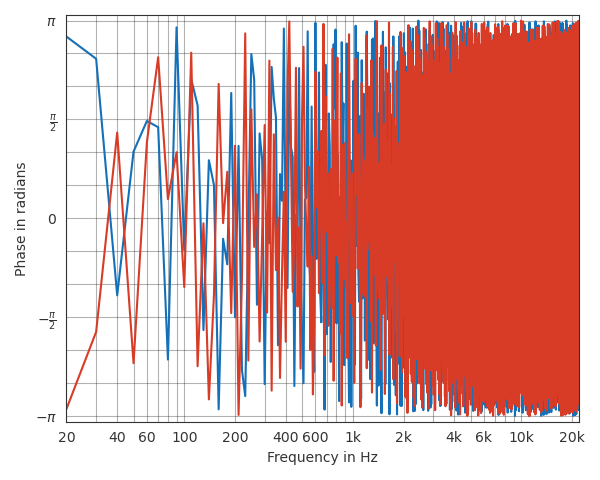 π
π/2
0
−π/2
−π
Phase in radians
20 40 60 100 200 400 600 1k 2k 4k 6k 10k 20k
Frequency in Hz